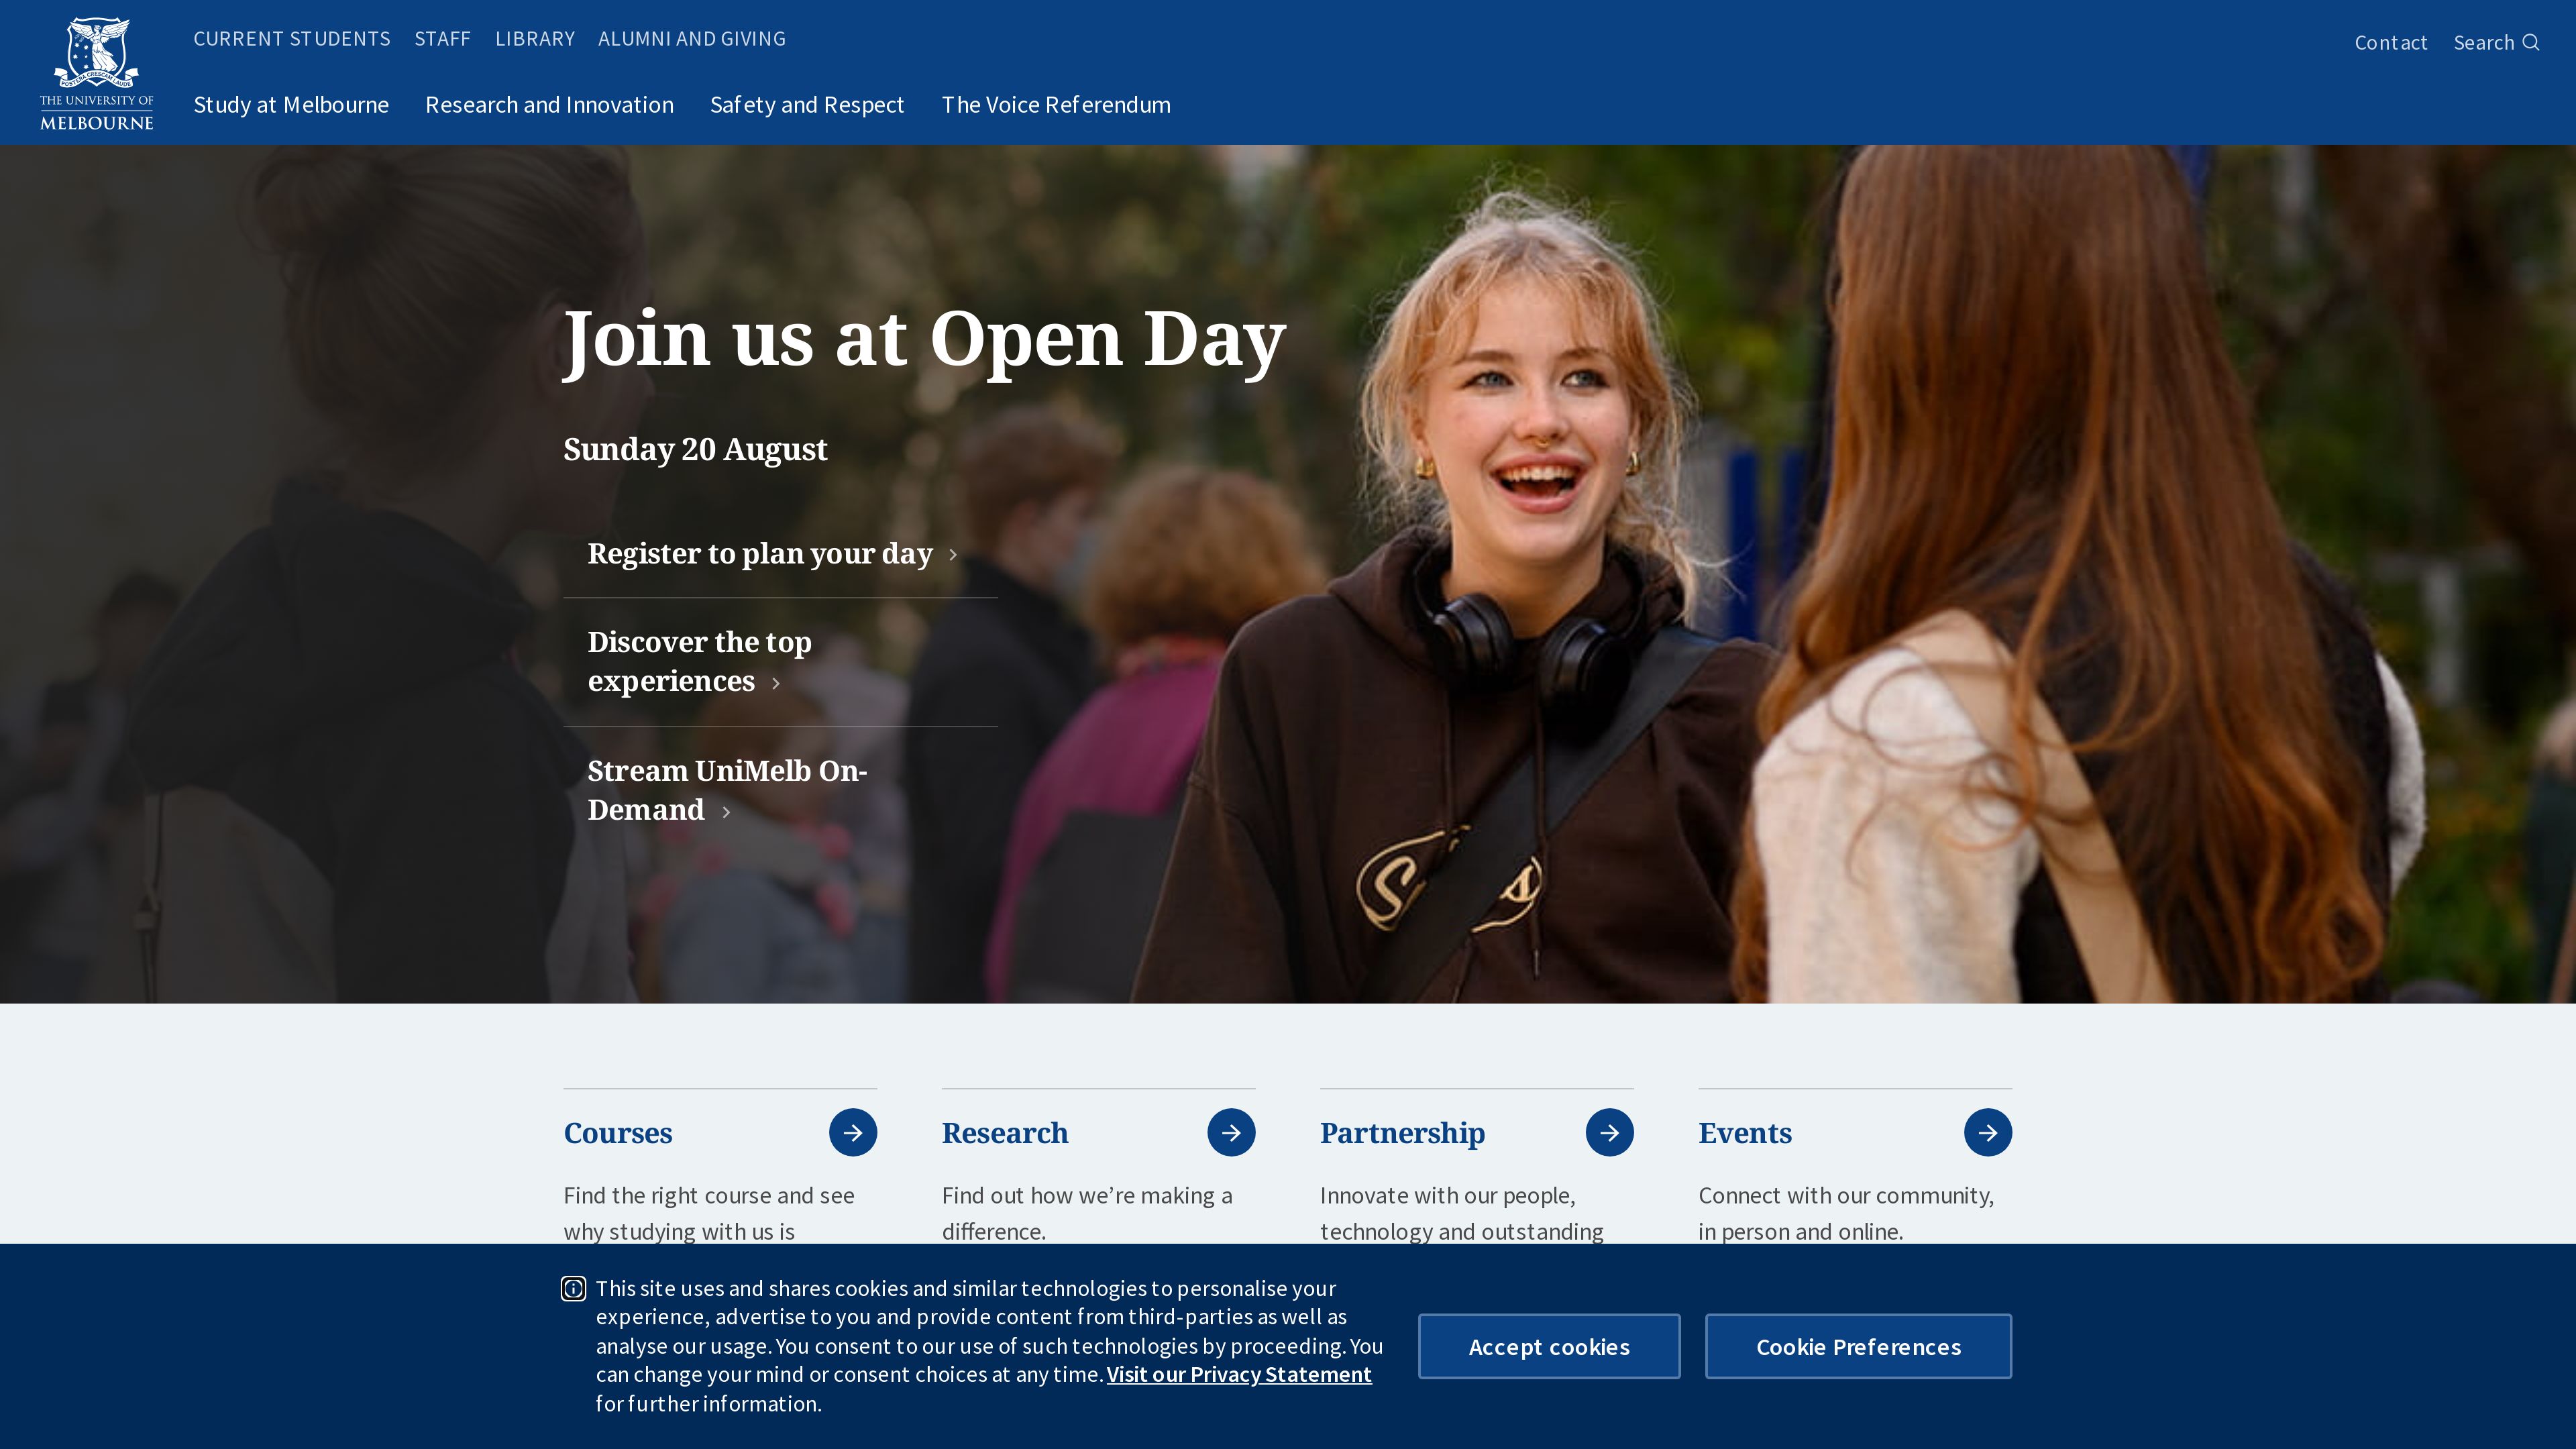 CURRENT STUDENTS STAFF LIBRARY ALUMNI AND GIVING
Contact Search
POSTERA CRESCAM LAUDE
THE UNIVERSITY OF
MELBOURNE
Study at Melbourne Research and Innovation Safety and Respect The Voice Referendum
Join us at Open Day
Sunday 20 August
Register to plan your day
Discover the top
experiences
Stream UniMelb On-
Demand
Courses
Find the right course and see
why studying with us is
Research
Find out how we’re making a
difference.
Partnership
Innovate with our people,
technology and outstanding
Events
Connect with our community,
in person and online.
This site uses and shares cookies and similar technologies to personalise your
experience, advertise to you and provide content from third-parties as well as
analyse our usage. You consent to our use of such technologies by proceeding. You
can change your mind or consent choices at any time. Visit our Privacy Statement
for further information.
Accept cookies
Cookie Preferences